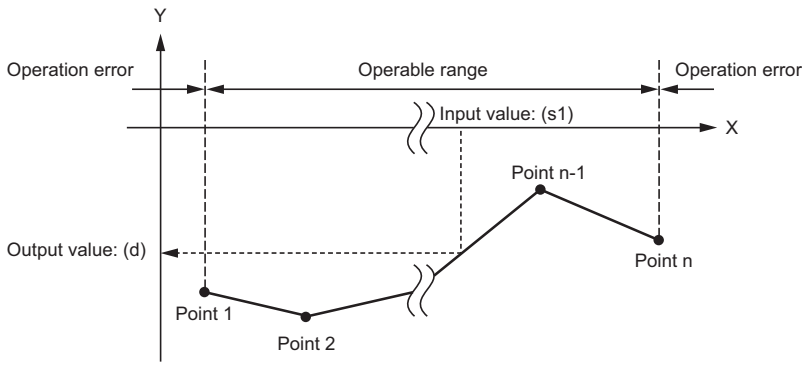 Y
Operation error
Operable range
Operation error
Input value: (s1)
X
Point n-1
Output value: (d)
Point n
Point 1
Point 2